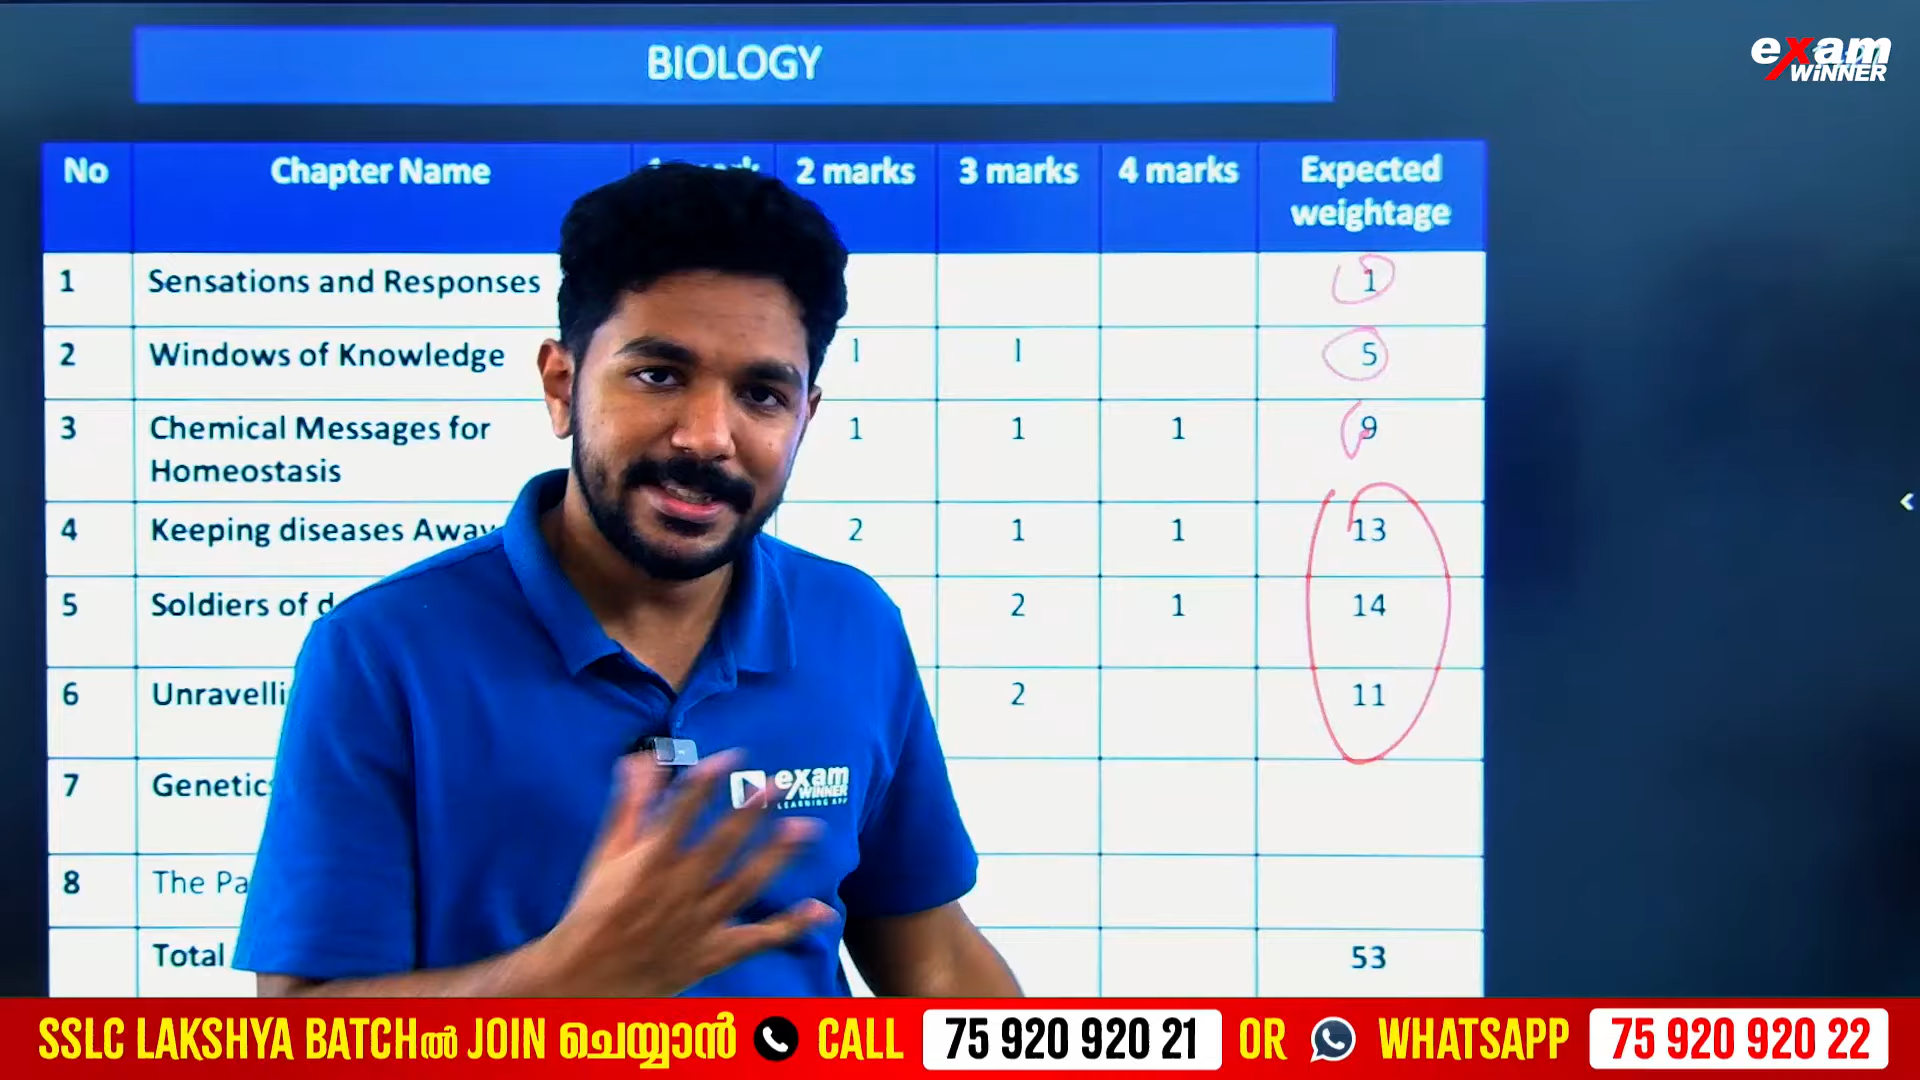 BIOLOGY
exam
WiNNER
No Chapter Name 2 marks 3 marks 4 marks Expected weightage
1 Sensations and Responses 1
2 Windows of Knowledge 1 1 5
3 Chemical Messages for Homeostasis 1 1 1 9
4 Keeping diseases Away 2 1 1 13
5 Soldiers of 2 1 14
6 2 11
7
8 The
Total 53
exam
WiNNER
LEARNING APP
SSLC LAKSHYA BATCHൽ JOIN ചെയ്യാൻ CALL 75 920 920 21 OR WHATSAPP 75 920 920 22